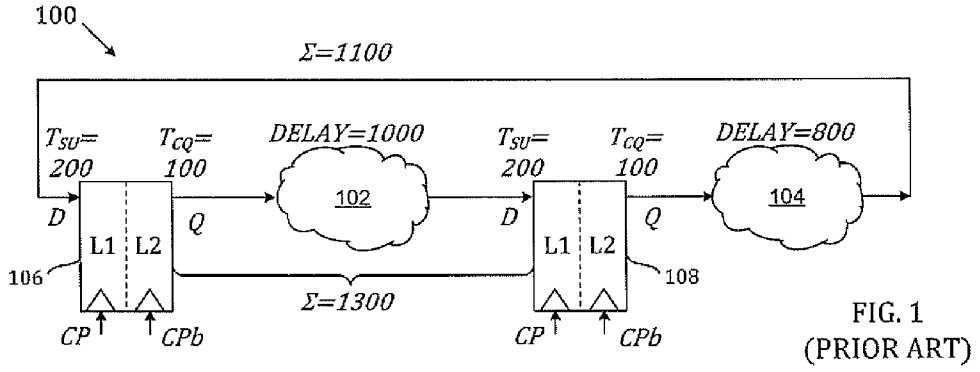 100
Σ=1100
T_SU=
200
T_CQ=
100
DELAY=1000
T_SU=
200
T_CQ=
100
DELAY=800
102
104
D
Q
D
Q
L1
L2
L1
L2
106
108
Σ=1300
CP
CPb
CP
CPb
FIG. 1
(PRIOR ART)